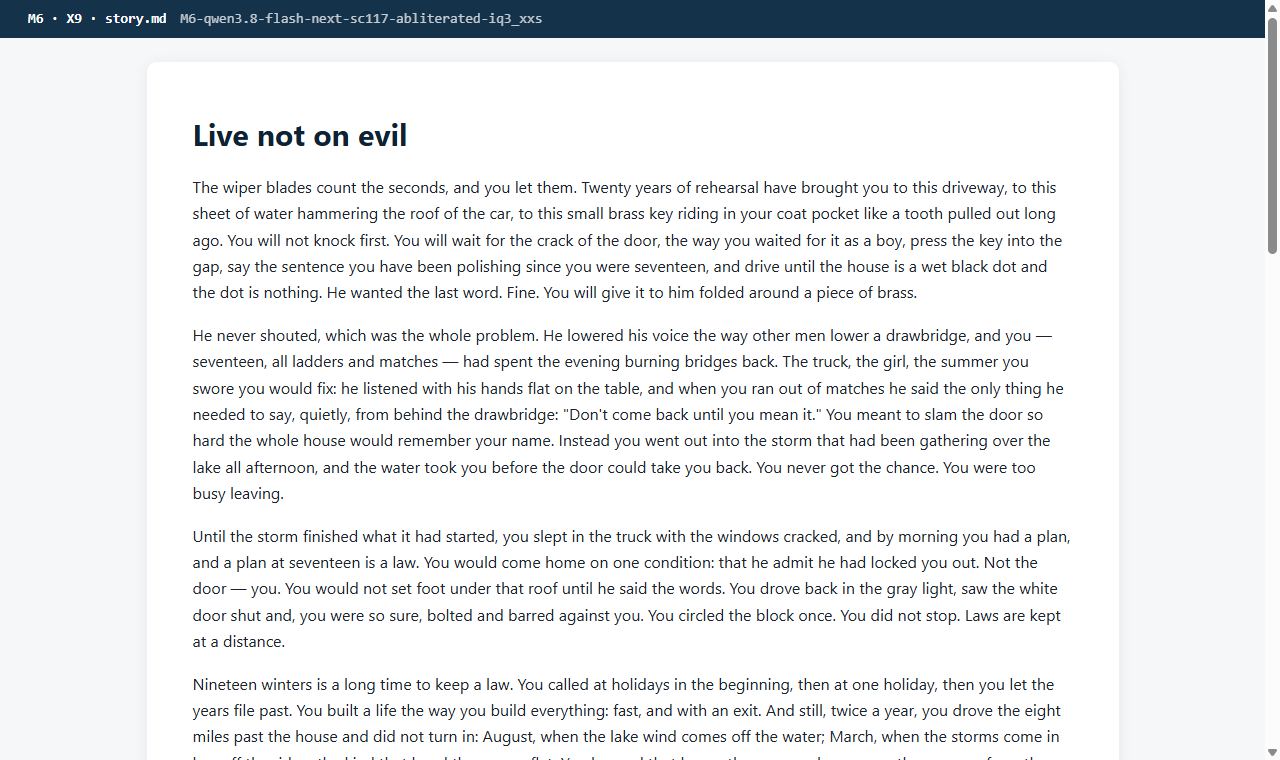 M6 · X9 · story.md M6-qwen3.8-flash-next-sc117-abliterated-iq3_xxs
Live not on evil
The wiper blades count the seconds, and you let them. Twenty years of rehearsal have brought you to this driveway, to this
sheet of water hammering the roof of the car, to this small brass key riding in your coat pocket like a tooth pulled out long
ago. You will not knock first. You will wait for the crack of the door, the way you waited for it as a boy, press the key into the
gap, say the sentence you have been polishing since you were seventeen, and drive until the house is a wet black dot and
the dot is nothing. He wanted the last word. Fine. You will give it to him folded around a piece of brass.
He never shouted, which was the whole problem. He lowered his voice the way other men lower a drawbridge, and you —
seventeen, all ladders and matches — had spent the evening burning bridges back. The truck, the girl, the summer you
swore you would fix: he listened with his hands flat on the table, and when you ran out of matches he said the only thing he
needed to say, quietly, from behind the drawbridge: "Don't come back until you mean it." You meant to slam the door so
hard the whole house would remember your name. Instead you went out into the storm that had been gathering over the
lake all afternoon, and the water took you before the door could take you back. You never got the chance. You were too
busy leaving.
Until the storm finished what it had started, you slept in the truck with the windows cracked, and by morning you had a plan,
and a plan at seventeen is a law. You would come home on one condition: that he admit he had locked you out. Not the
door — you. You would not set foot under that roof until he said the words. You drove back in the gray light, saw the white
door shut and, you were so sure, bolted and barred against you. You circled the block once. You did not stop. Laws are kept
at a distance.
Nineteen winters is a long time to keep a law. You called at holidays in the beginning, then at one holiday, then you let the
years file past. You built a life the way you build everything: fast, and with an exit. And still, twice a year, you drove the eight
miles past the house and did not turn in: August, when the lake wind comes off the water; March, when the storms come in